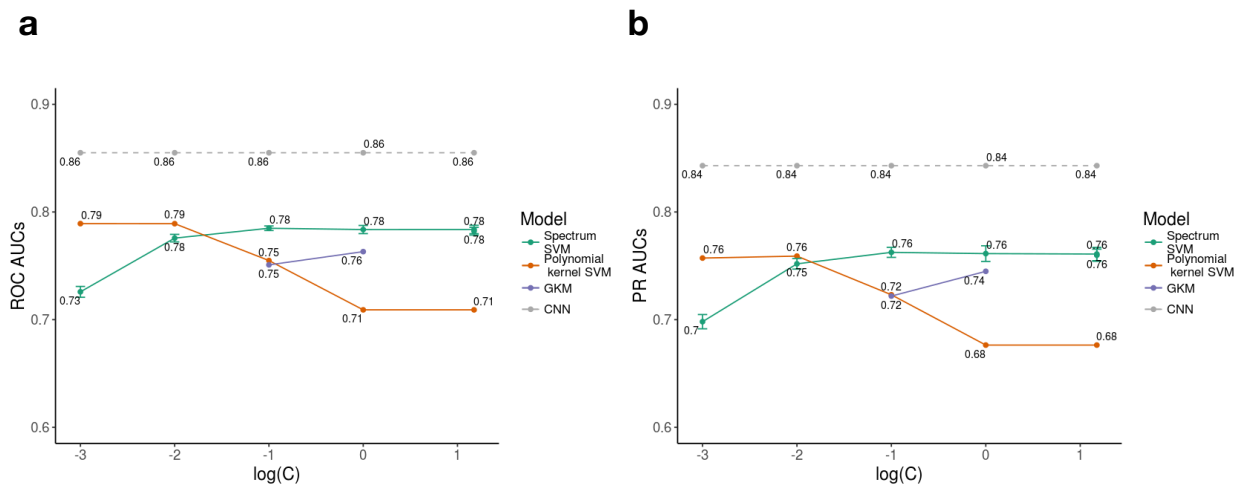 a
ROC AUCs
0.9
0.8
0.7
0.6
0.86
0.86
0.86
0.86
0.86
0.79
0.79
0.78
0.78
0.78
0.78
0.78
0.75
0.75
0.76
0.73
0.71
0.71
-3
-2
-1
0
1
log(C)
Model
Spectrum
SVM
Polynomial
kernel SVM
GKM
CNN
b
PR AUCs
0.9
0.8
0.7
0.6
0.84
0.84
0.84
0.84
0.84
0.76
0.76
0.76
0.76
0.76
0.76
0.75
0.72
0.72
0.74
0.7
0.68
0.68
-3
-2
-1
0
1
log(C)
Model
Spectrum
SVM
Polynomial
kernel SVM
GKM
CNN